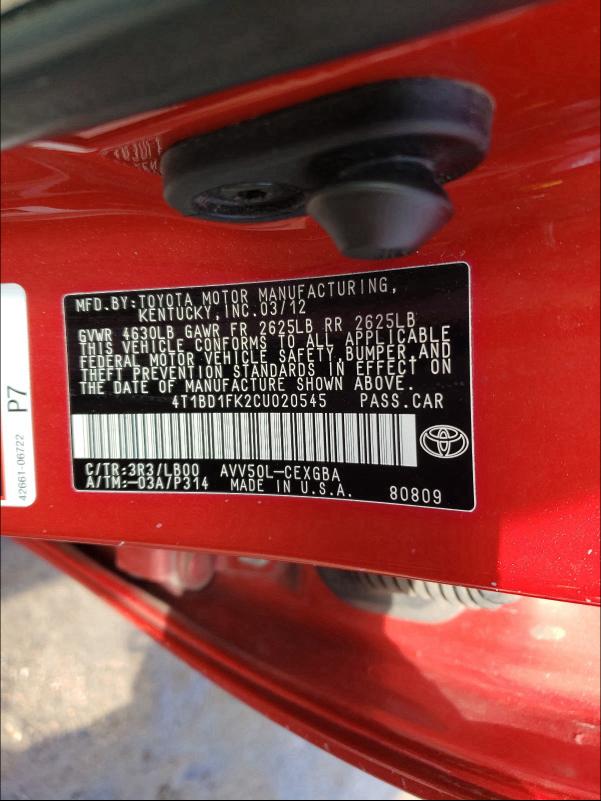 MFD.BY:TOYOTA MOTOR MANUFACTURING,
KENTUCKY, INC.03/12
GVWR 4630LB GAWR FR 2625LB RR 2625LB
THIS VEHICLE CONFORMS TO ALL APPLICABLE
FEDERAL MOTOR VEHICLE SAFETY, BUMPER, AND
THEFT PREVENTION STANDARDS IN EFFECT ON
THE DATE OF MANUFACTURE SHOWN ABOVE.
4T1BD1FK2CU020545 PASS.CAR
C/TR:3R3/LB00 AVV50L-CEXGBA
A/TM:-03A/P314 MADE IN U.S.A. 80809
P7
42661-06722